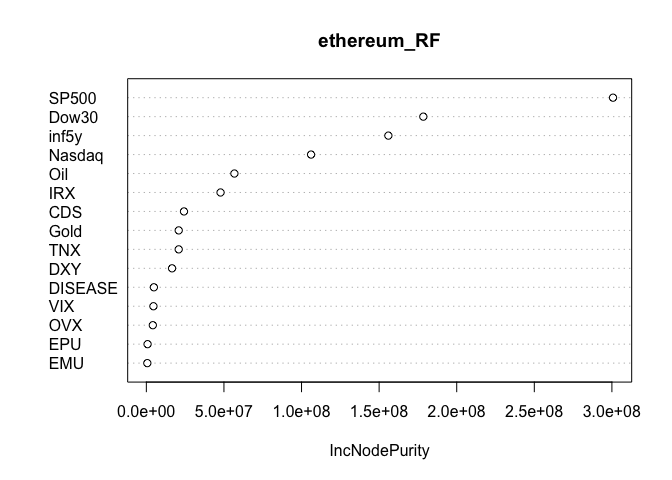 ethereum_RF
SP500
Dow30
inf5y
Nasdaq
Oil
IRX
CDS
Gold
TNX
DXY
DISEASE
VIX
OVX
EPU
EMU
0.0e+00 5.0e+07 1.0e+08 1.5e+08 2.0e+08 2.5e+08 3.0e+08
IncNodePurity